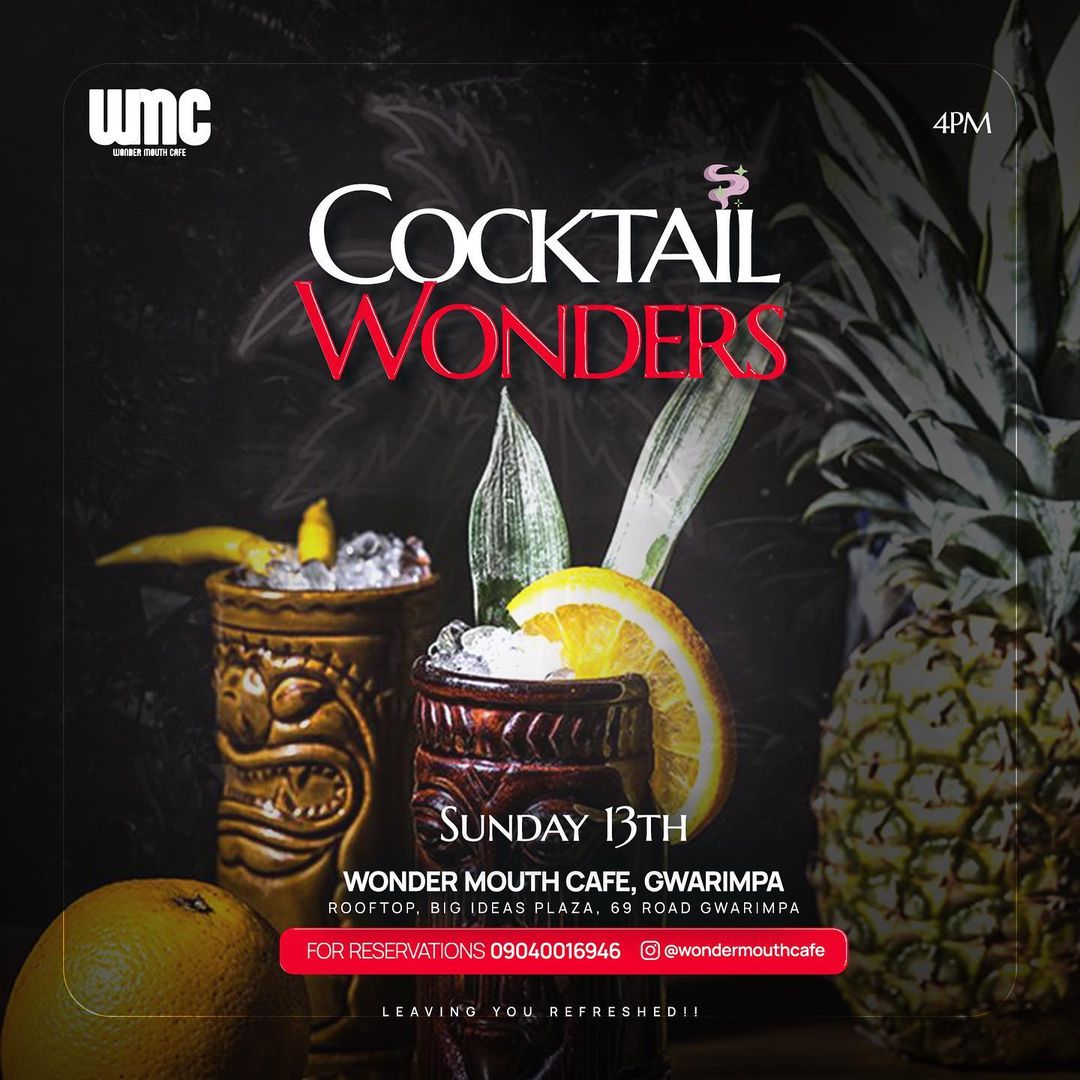 WMC
WONDER MOUTH CAFE
4PM
COCKTAIL
WONDERS
SUNDAY 13TH
WONDER MOUTH CAFE, GWARIMPA
ROOFTOP, BIG IDEAS PLAZA, 69 ROAD GWARIMPA
FOR RESERVATIONS 09040016946 @wondermouthcafe
LEAVING YOU REFRESHED!!